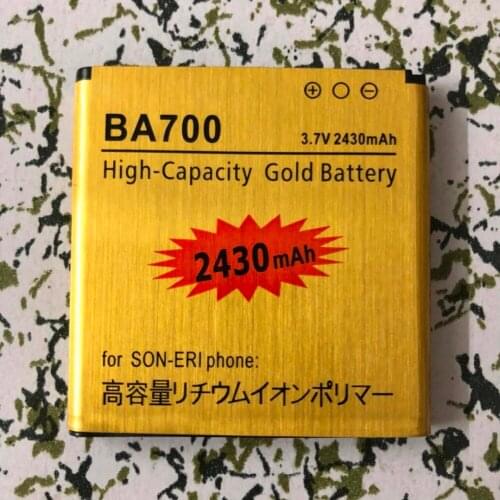 ⊕ ○ ⊖
BA700 3.7V 2430mAh
High-Capacity Gold Battery
2430mAh
for SON-ERI phone:
高容量リチウムイオンポリマー